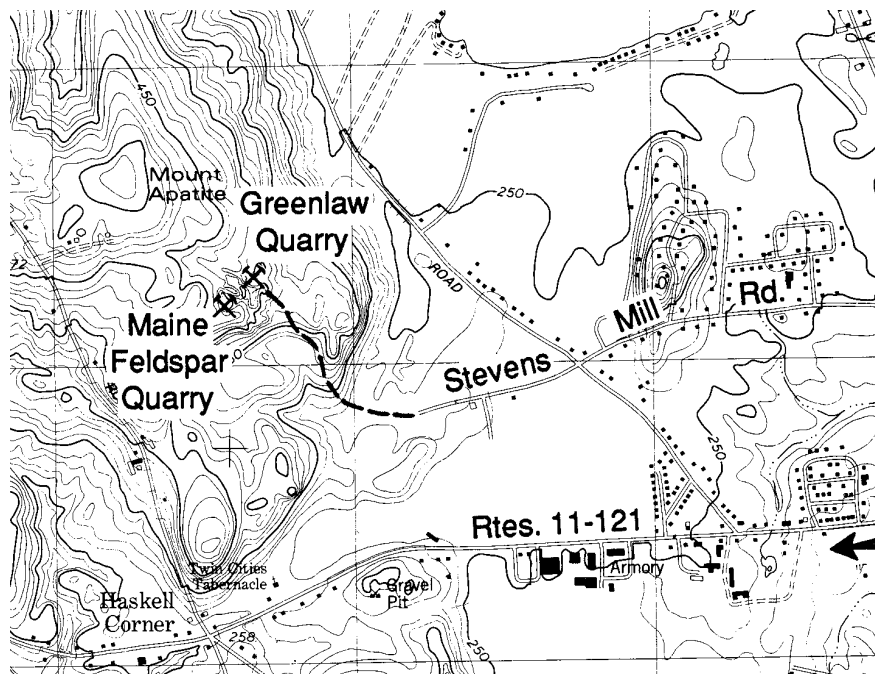 450
Mount
Apatite
Greenlaw
Quarry
250
ROAD
Maine
Feldspar
Quarry
Mill
Rd.
Stevens
250
Rtes. 11-121
Armory
Twin Cities
Tabernacle
Gravel
Pit
Haskell
Corner
258
250